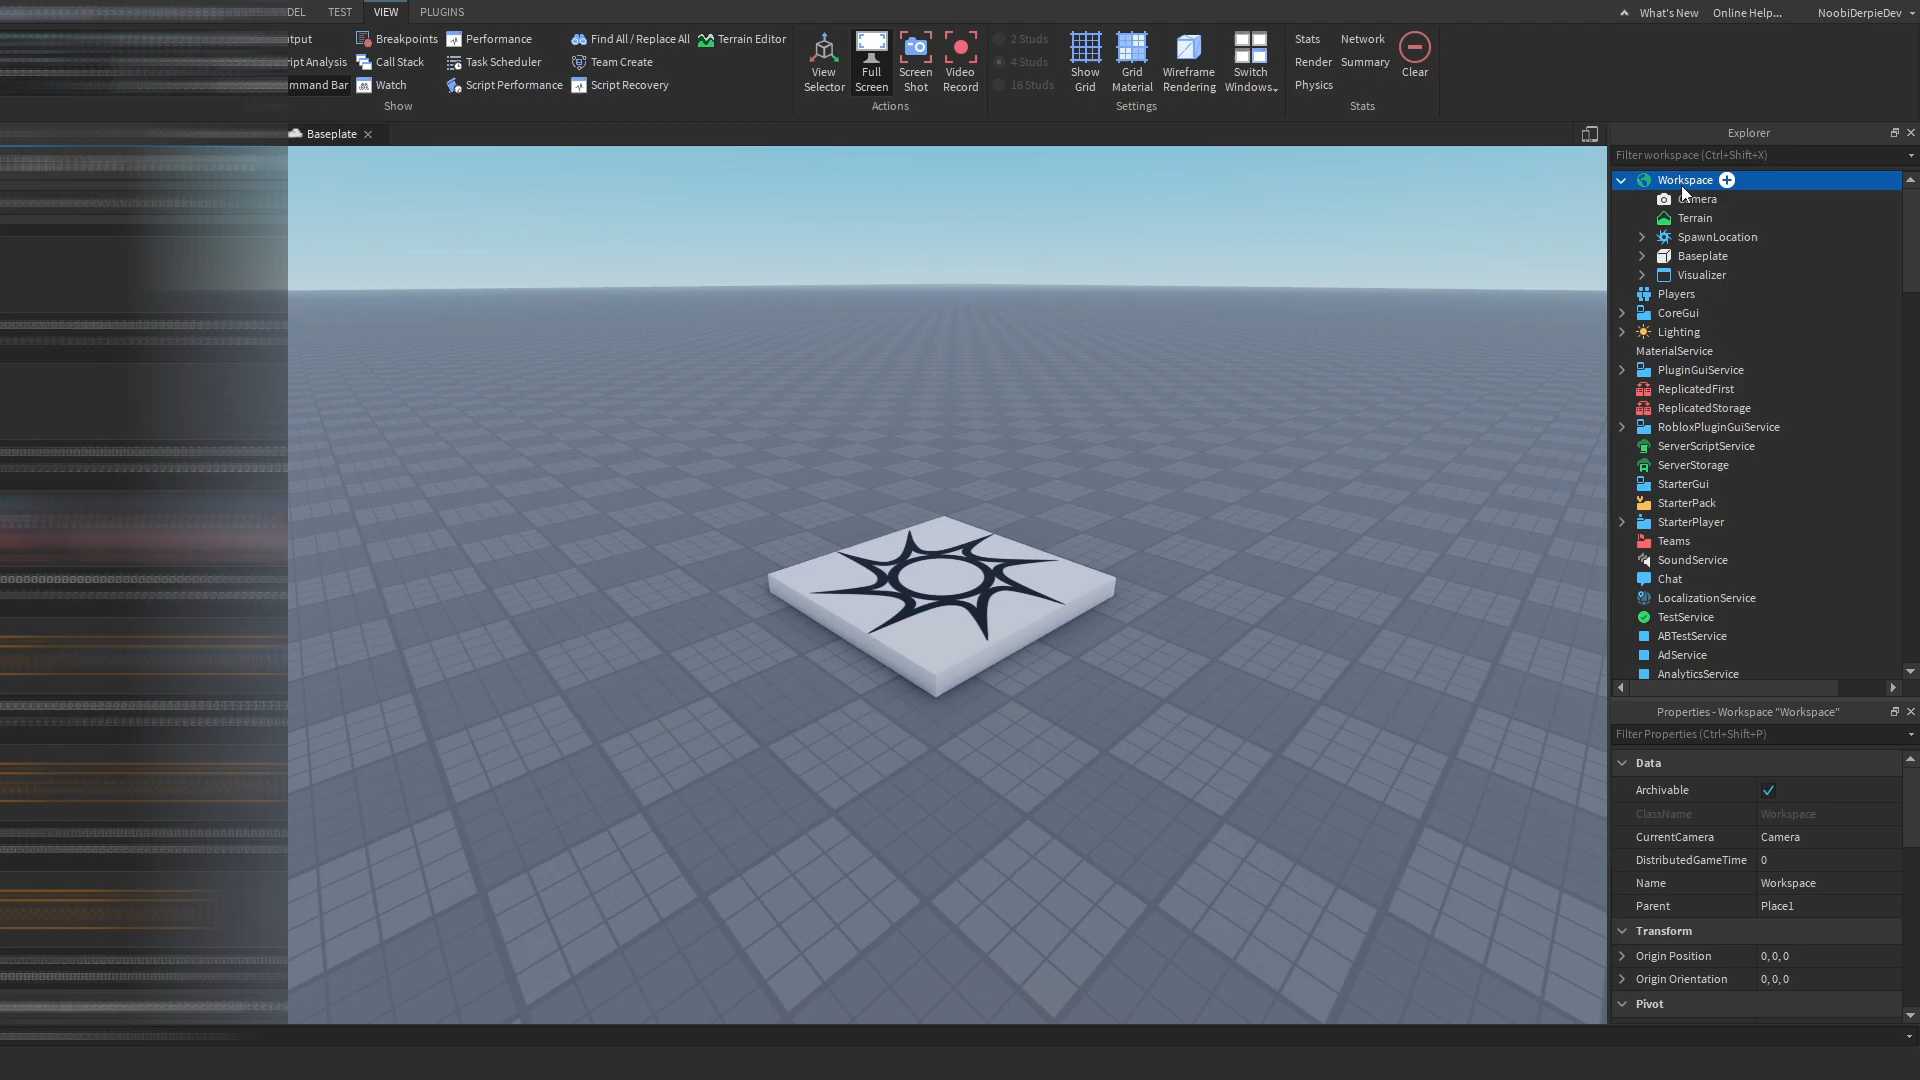 DEL TEST VIEW PLUGINS What's New Online Help... NoobiDerpieDev
Breakpoints Performance Find All / Replace All Terrain Editor
ript Analysis Call Stack Task Scheduler Team Create
mmand Bar Watch Script Performance Script Recovery
Show
View
Selector
Full
Screen
Screen
Shot
Video
Record
Actions
2 Studs
4 Studs
16 Studs
Show
Grid
Grid
Material
Wireframe
Rendering
Switch
Windows
Settings
Stats Network
Render Summary
Physics
Clear
Stats
Baseplate
Explorer
Filter workspace (Ctrl+Shift+X)
Workspace
Camera
Terrain
SpawnLocation
Baseplate
Visualizer
Players
CoreGui
Lighting
MaterialService
PluginGuiService
ReplicatedFirst
ReplicatedStorage
RobloxPluginGuiService
ServerScriptService
ServerStorage
StarterGui
StarterPack
StarterPlayer
Teams
SoundService
Chat
LocalizationService
TestService
ABTestService
AdService
AnalyticsService
Properties - Workspace "Workspace"
Filter Properties (Ctrl+Shift+P)
Data
Archivable
ClassName Workspace
CurrentCamera Camera
DistributedGameTime 0
Name Workspace
Parent Place1
Transform
Origin Position 0, 0, 0
Origin Orientation 0, 0, 0
Pivot